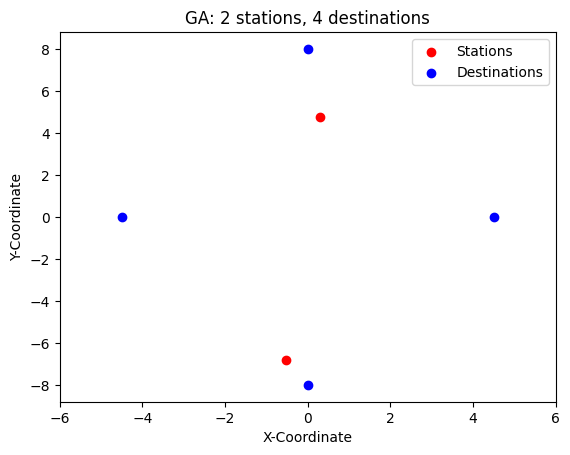 GA: 2 stations, 4 destinations
Stations
Destinations
8
6
4
2
0
−2
−4
−6
−8
Y-Coordinate
−6 −4 −2 0 2 4 6
X-Coordinate